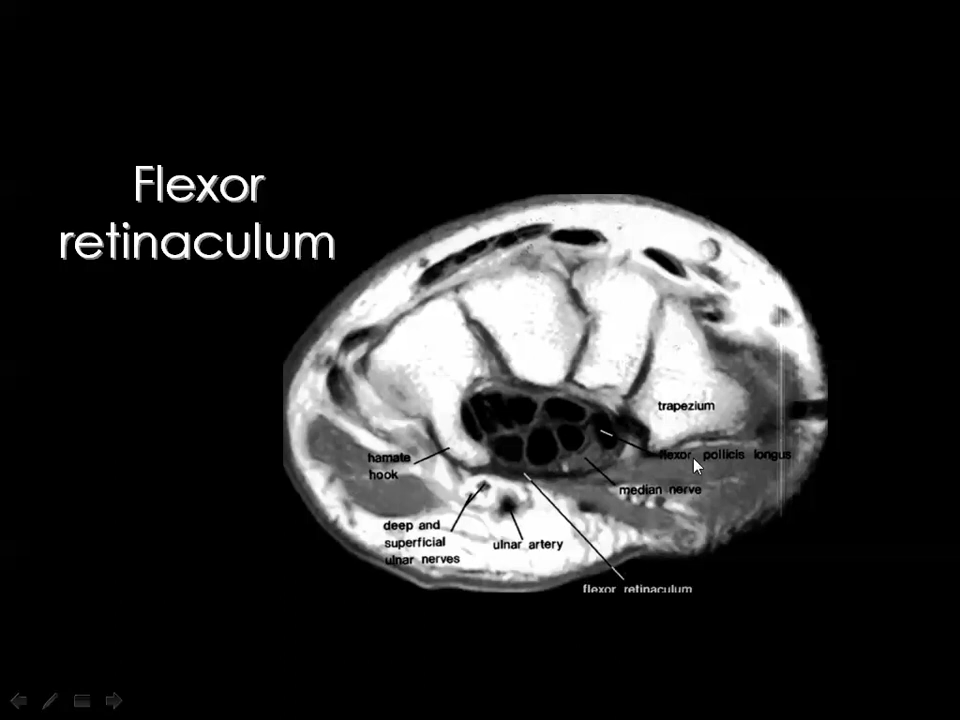 Flexor
retinaculum
trapezium
flexor pollicis longus
hamate
hook
median nerve
deep and
superficial
ulnar nerves
ulnar artery
flexor retinaculum